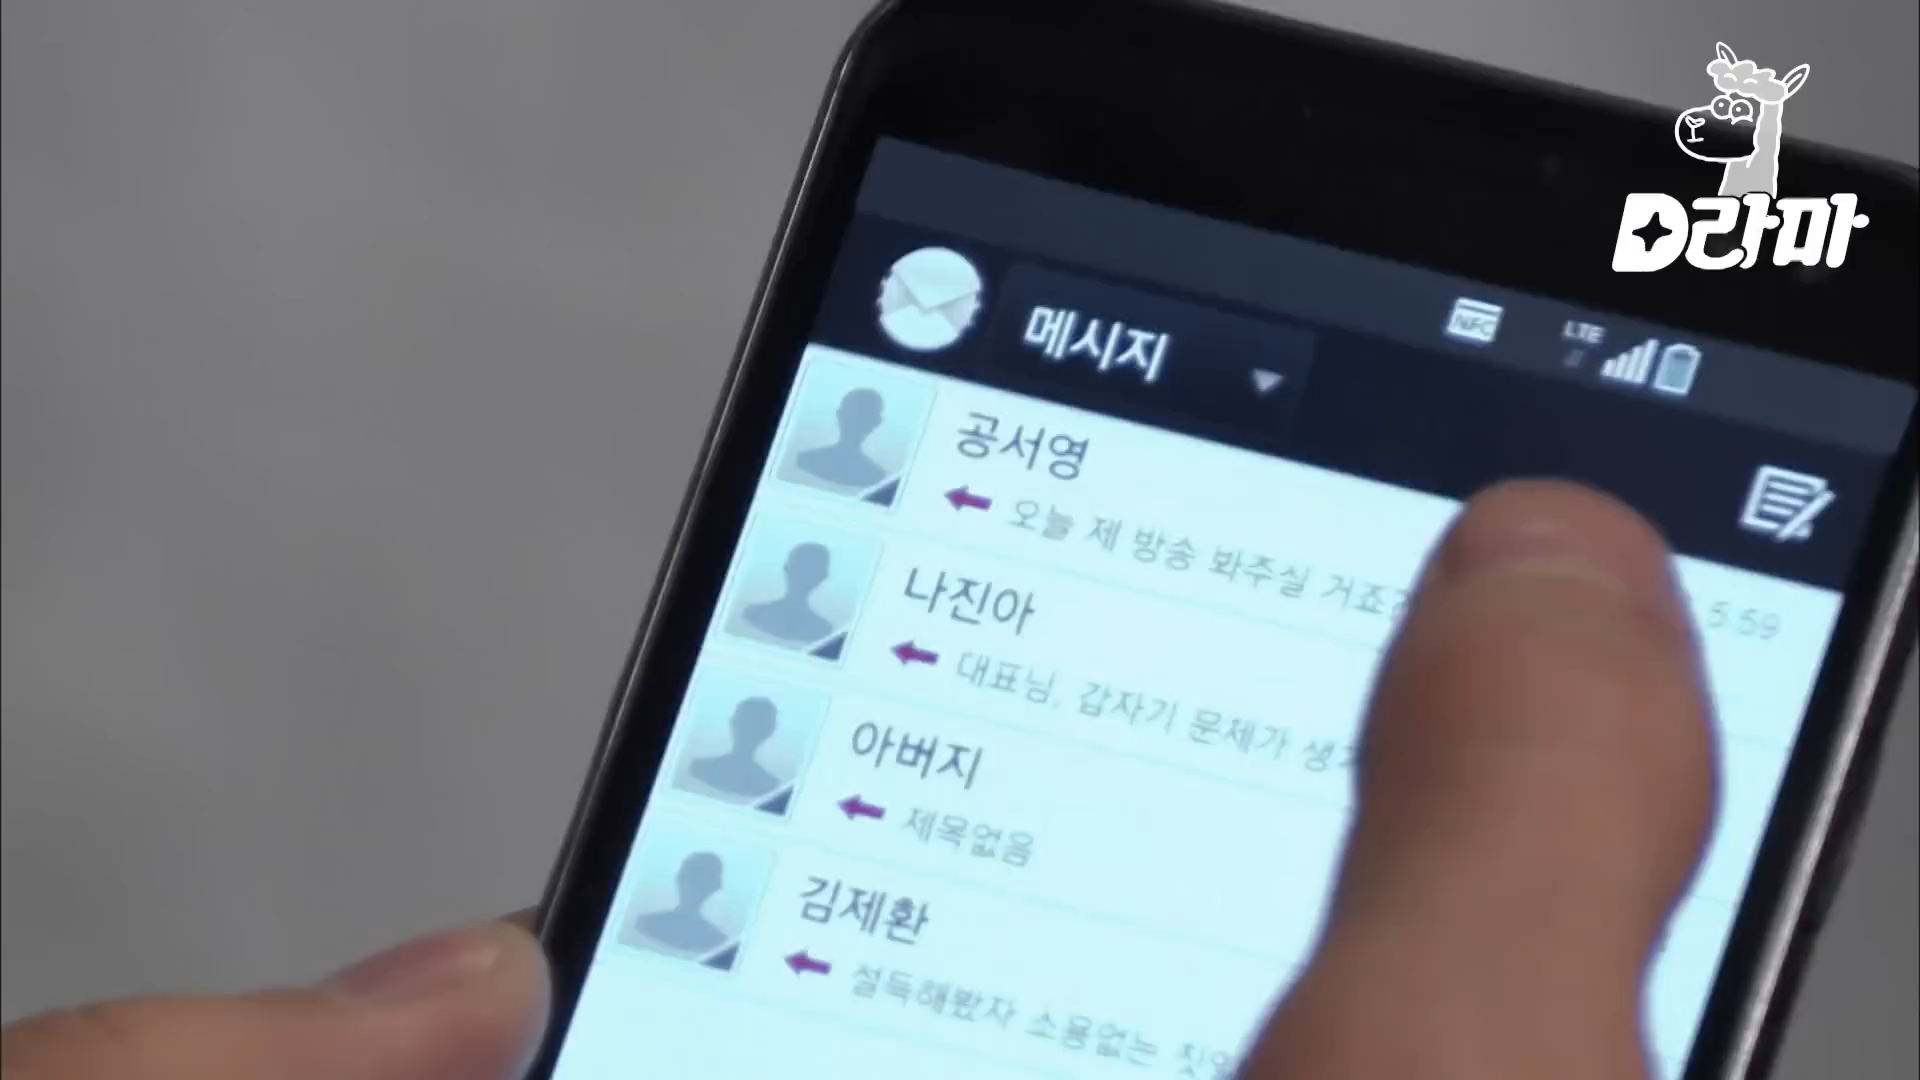 D라마
NFC LTE
메시지
공서영
오늘 제 방송 봐주실 거죠
5:59
나진아
대표님, 갑자기 문제가
아버지
제목없음
김제환
설득해봤자 소용없는